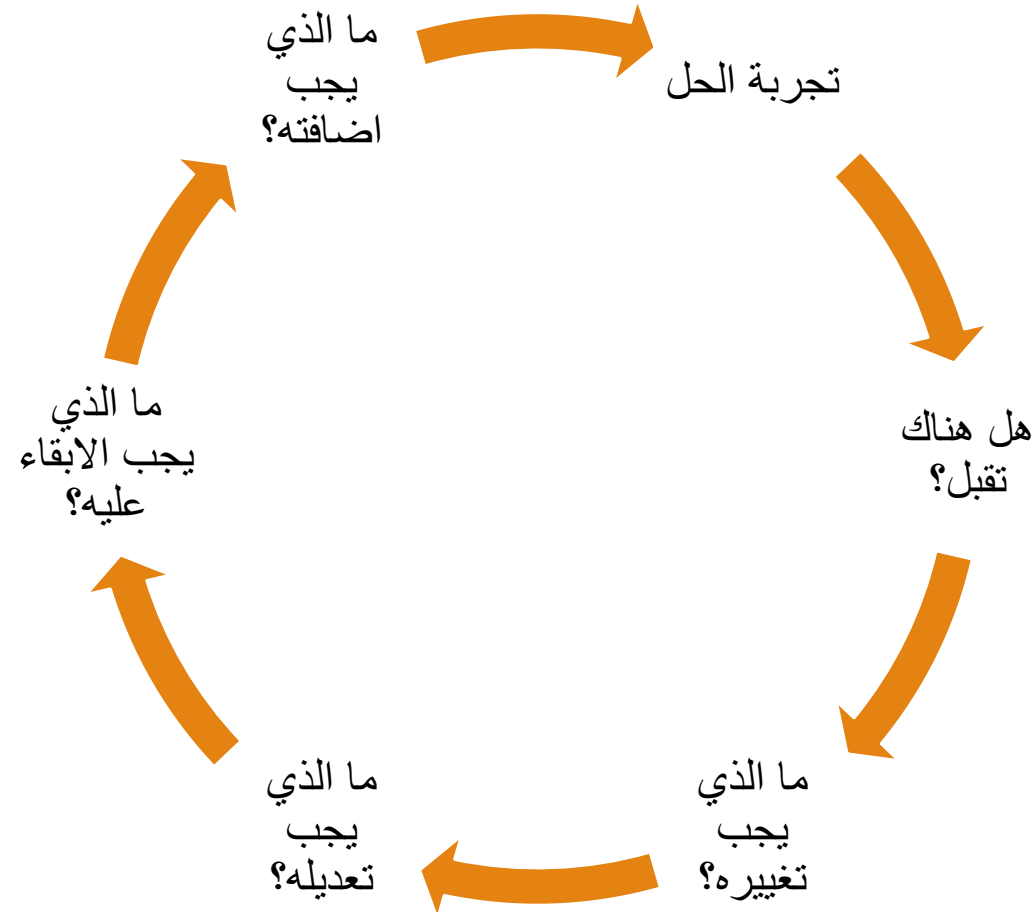 تجربة الحل
هل هناك
تقبل؟
ما الذي
يجب
تغييره؟
ما الذي
يجب
تعديله؟
ما الذي
يجب الابقاء
عليه؟
ما الذي
يجب
اضافته؟